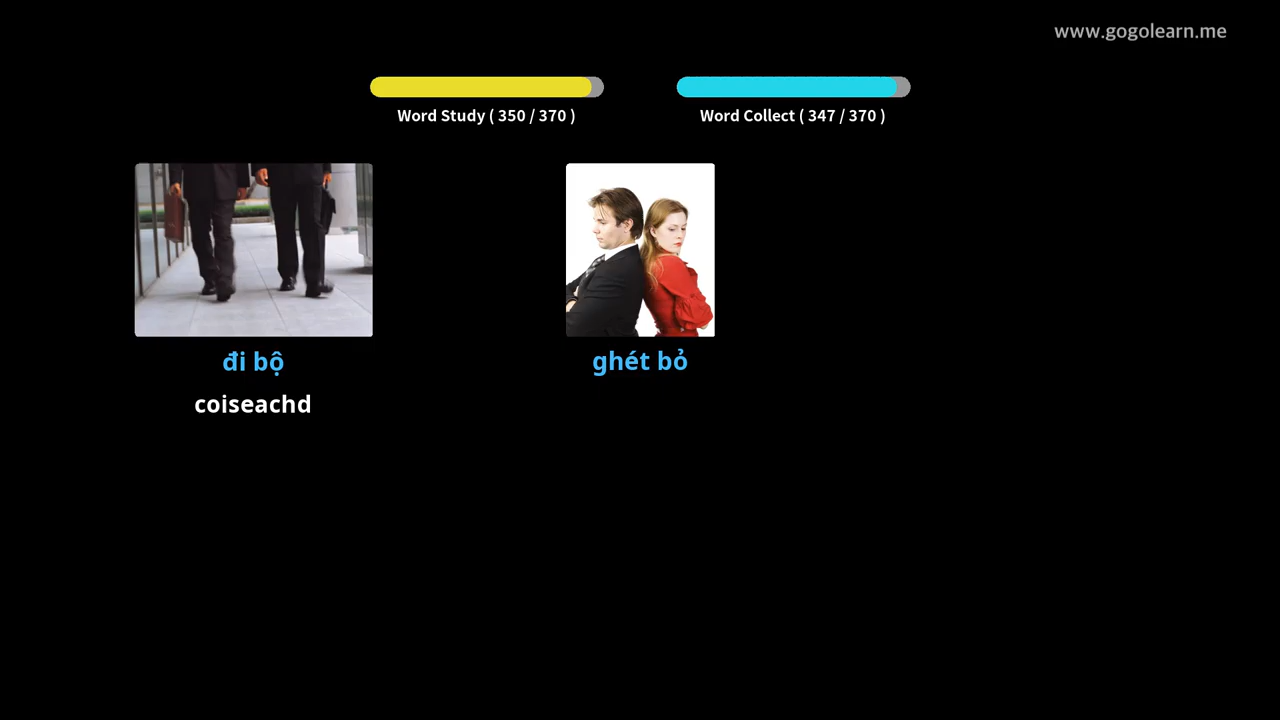 www.gogolearn.me
Word Study ( 350 / 370 )
Word Collect ( 347 / 370 )
đi bộ
coiseachd
ghét bỏ